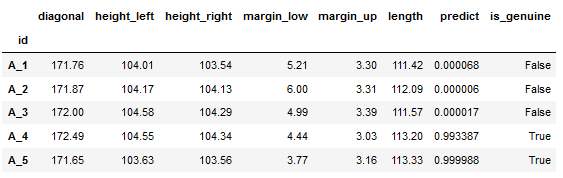 diagonal height_left height_right margin_low margin_up length predict is_genuine
id
A_1 171.76 104.01 103.54 5.21 3.30 111.42 0.000068 False
A_2 171.87 104.17 104.13 6.00 3.31 112.09 0.000006 False
A_3 172.00 104.58 104.29 4.99 3.39 111.57 0.000017 False
A_4 172.49 104.55 104.34 4.44 3.03 113.20 0.993387 True
A_5 171.65 103.63 103.56 3.77 3.16 113.33 0.999988 True